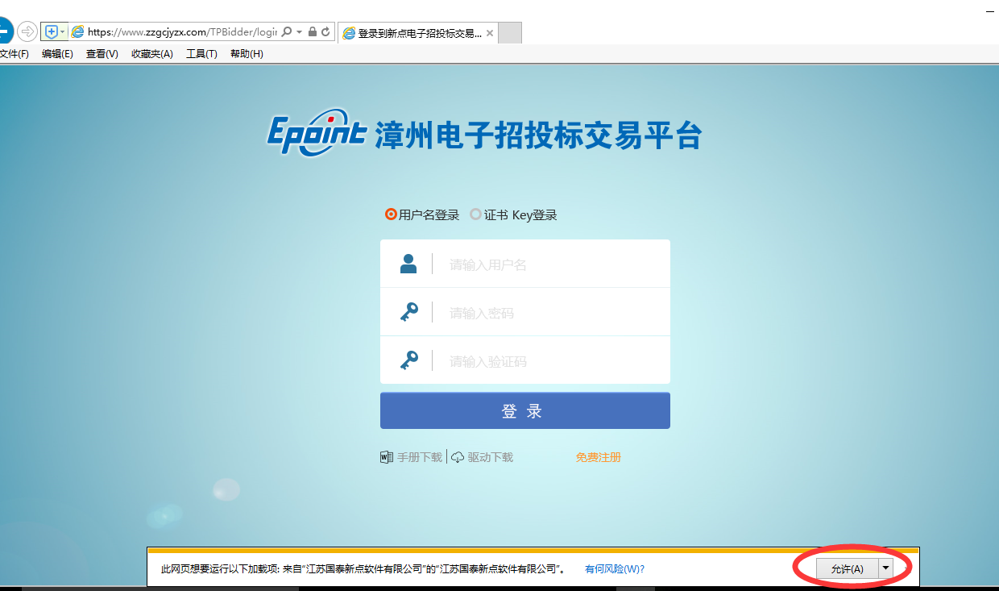 https://www.zzgcjyzx.com/TPBidder/login
登录到新点电子招投标交易...
文件(F) 编辑(E) 查看(V) 收藏夹(A) 工具(T) 帮助(H)
Epoint 漳州电子招投标交易平台
用户名登录 证书 Key登录
请输入用户名
请输入密码
请输入验证码
登 录
手册下载 驱动下载 免费注册
此网页想要运行以下加载项: 来自“江苏国泰新点软件有限公司”的“江苏国泰新点软件有限公司”。 有何风险(W)? 允许(A)